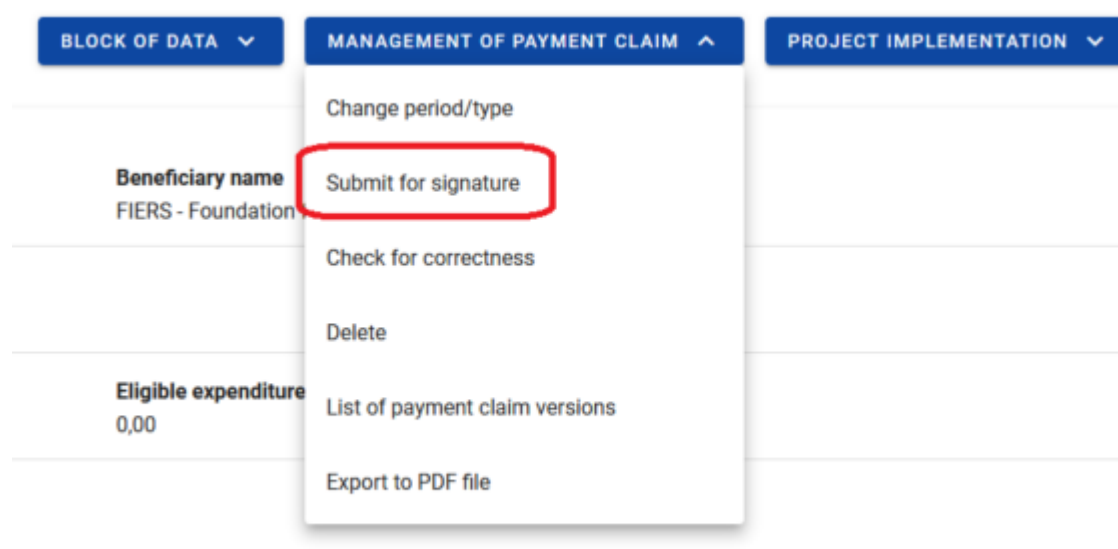 BLOCK OF DATA
MANAGEMENT OF PAYMENT CLAIM
PROJECT IMPLEMENTATION
Change period/type
Beneficiary name
FIERS - Foundation
Submit for signature
Check for correctness
Delete
Eligible expenditure
0,00
List of payment claim versions
Export to PDF file